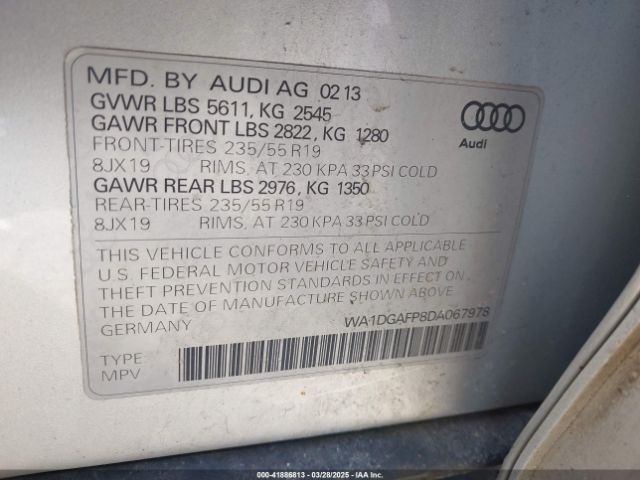 MFD. BY AUDI AG 02 13
GVWR LBS 5611, KG 2545
GAWR FRONT LBS 2822, KG 1280
FRONT-TIRES 235/55 R19
8JX19 RIMS, AT 230 KPA 33 PSI COLD
GAWR REAR LBS 2976, KG 1350
REAR-TIRES 235/55 R19
8JX19 RIMS, AT 230 KPA 33 PSI COLD
Audi
THIS VEHICLE CONFORMS TO ALL APPLICABLE
U.S. FEDERAL MOTOR VEHICLE SAFETY AND
THEFT PREVENTION STANDARDS IN EFFECT ON
THE DATE OF MANUFACTURE SHOWN ABOVE
GERMANY WA1DGAFP8DA067978
TYPE:
MPV
00-41886813 | 03/28/2025 - Copart, Inc.